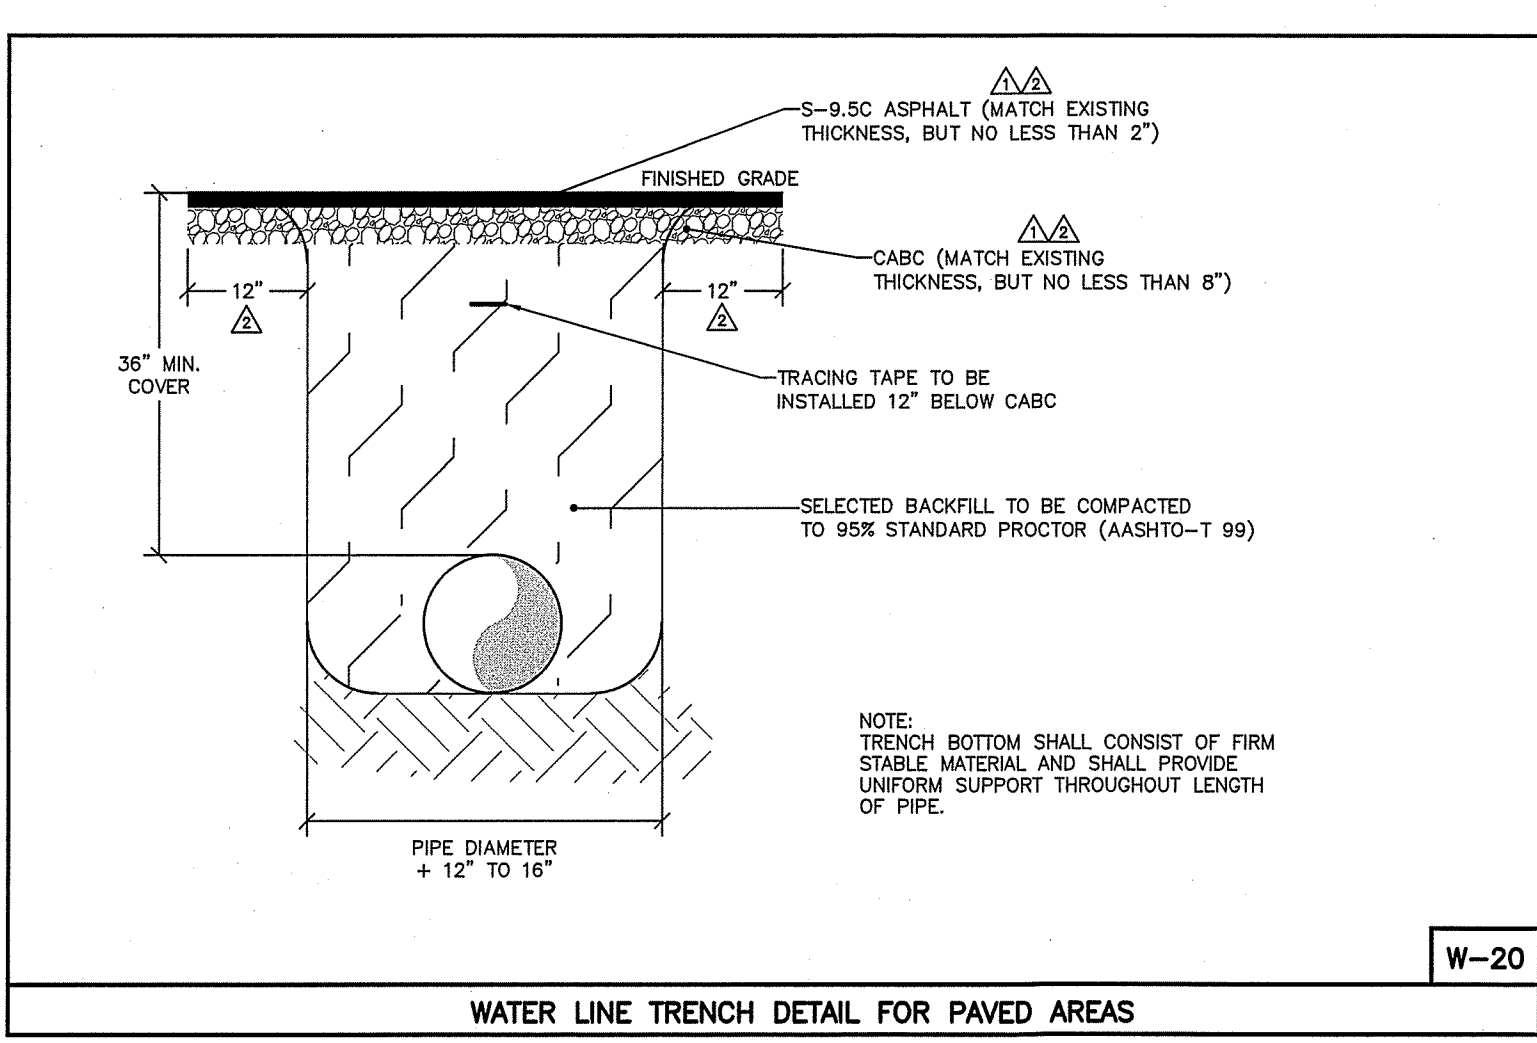 1 2
S-9.5C ASPHALT (MATCH EXISTING
THICKNESS, BUT NO LESS THAN 2")
FINISHED GRADE
1 2
CABC (MATCH EXISTING
THICKNESS, BUT NO LESS THAN 8")
12"
2
12"
2
36" MIN.
COVER
TRACING TAPE TO BE
INSTALLED 12" BELOW CABC
SELECTED BACKFILL TO BE COMPACTED
TO 95% STANDARD PROCTOR (AASHTO-T 99)
NOTE:
TRENCH BOTTOM SHALL CONSIST OF FIRM
STABLE MATERIAL AND SHALL PROVIDE
UNIFORM SUPPORT THROUGHOUT LENGTH
OF PIPE.
PIPE DIAMETER
+ 12" TO 16"
W-20
WATER LINE TRENCH DETAIL FOR PAVED AREAS